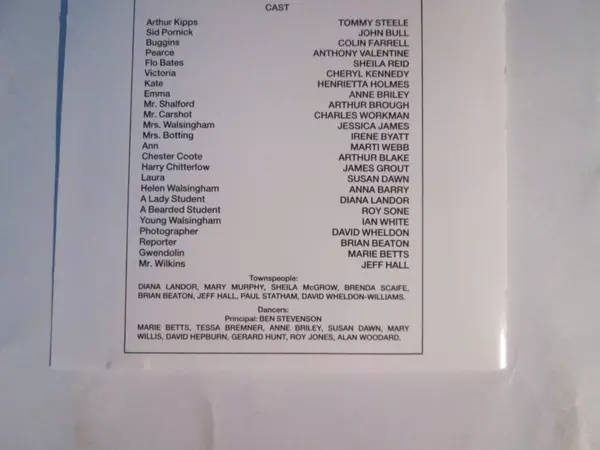 CAST
Arthur Kipps TOMMY STEELE
Sid Pornick JOHN BULL
Buggins COLIN FARRELL
Pearce ANTHONY VALENTINE
Flo Bates SHEILA REID
Victoria CHERYL KENNEDY
Kate HENRIETTA HOLMES
Emma ANNE BRILEY
Mr. Shalford ARTHUR BROUGH
Mr. Carshot CHARLES WORKMAN
Mrs. Walsingham JESSICA JAMES
Mrs. Botting IRENE BYATT
Ann MARTI WEBB
Chester Coote ARTHUR BLAKE
Harry Chitterlow JAMES GROUT
Laura SUSAN DAWN
Helen Walsingham ANNA BARRY
A Lady Student DIANA LANDOR
A Bearded Student ROY SONE
Young Walsingham IAN WHITE
Photographer DAVID WHELDON
Reporter BRIAN BEATON
Gwendolin MARIE BETTS
Mr. Wilkins JEFF HALL
Townspeople:
DIANA LANDOR, MARY MURPHY, SHEILA McGROW, BRENDA SCAIFE,
BRIAN BEATON, JEFF HALL, PAUL STATHAM, DAVID WHELDON-WILLIAMS.
Dancers:
Principal: BEN STEVENSON
MARIE BETTS, TESSA BREMNER, ANNE BRILEY, SUSAN DAWN, MARY
WILLIS, DAVID HEPBURN, GERARD HUNT, ROY JONES, ALAN WOODARD.